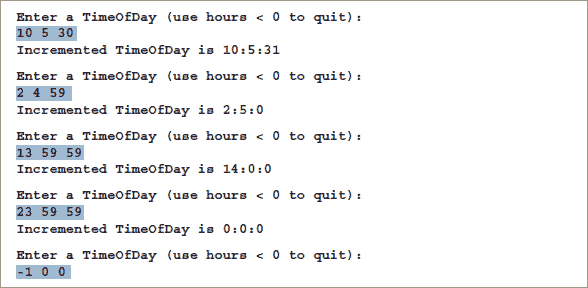 Enter a TimeOfDay (use hours < 0 to quit):
10 5 30
Incremented TimeOfDay is 10:5:31
Enter a TimeOfDay (use hours < 0 to quit):
2 4 59
Incremented TimeOfDay is 2:5:0
Enter a TimeOfDay (use hours < 0 to quit):
13 59 59
Incremented TimeOfDay is 14:0:0
Enter a TimeOfDay (use hours < 0 to quit):
23 59 59
Incremented TimeOfDay is 0:0:0
Enter a TimeOfDay (use hours < 0 to quit):
-1 0 0